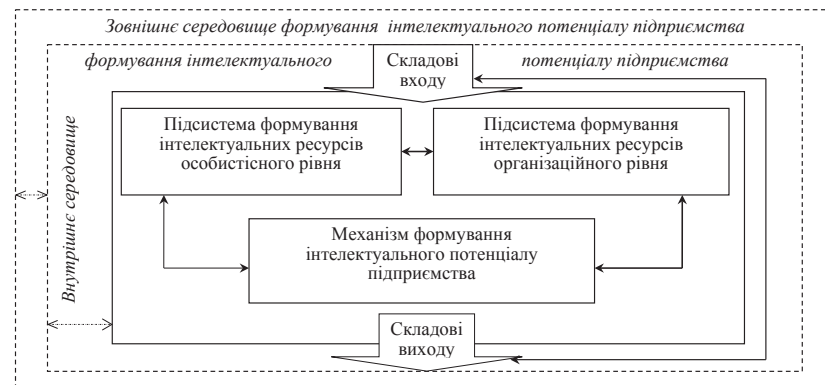 Зовнішнє середовище формування інтелектуального потенціалу підприємства
формування інтелектуального
потенціалу підприємства
Складові
входу
Внутрішнє середовище
Підсистема формування
інтелектуальних ресурсів
особистісного рівня
Підсистема формування
інтелектуальних ресурсів
організаційного рівня
Механізм формування
інтелектуального потенціалу
підприємства
Складові
виходу